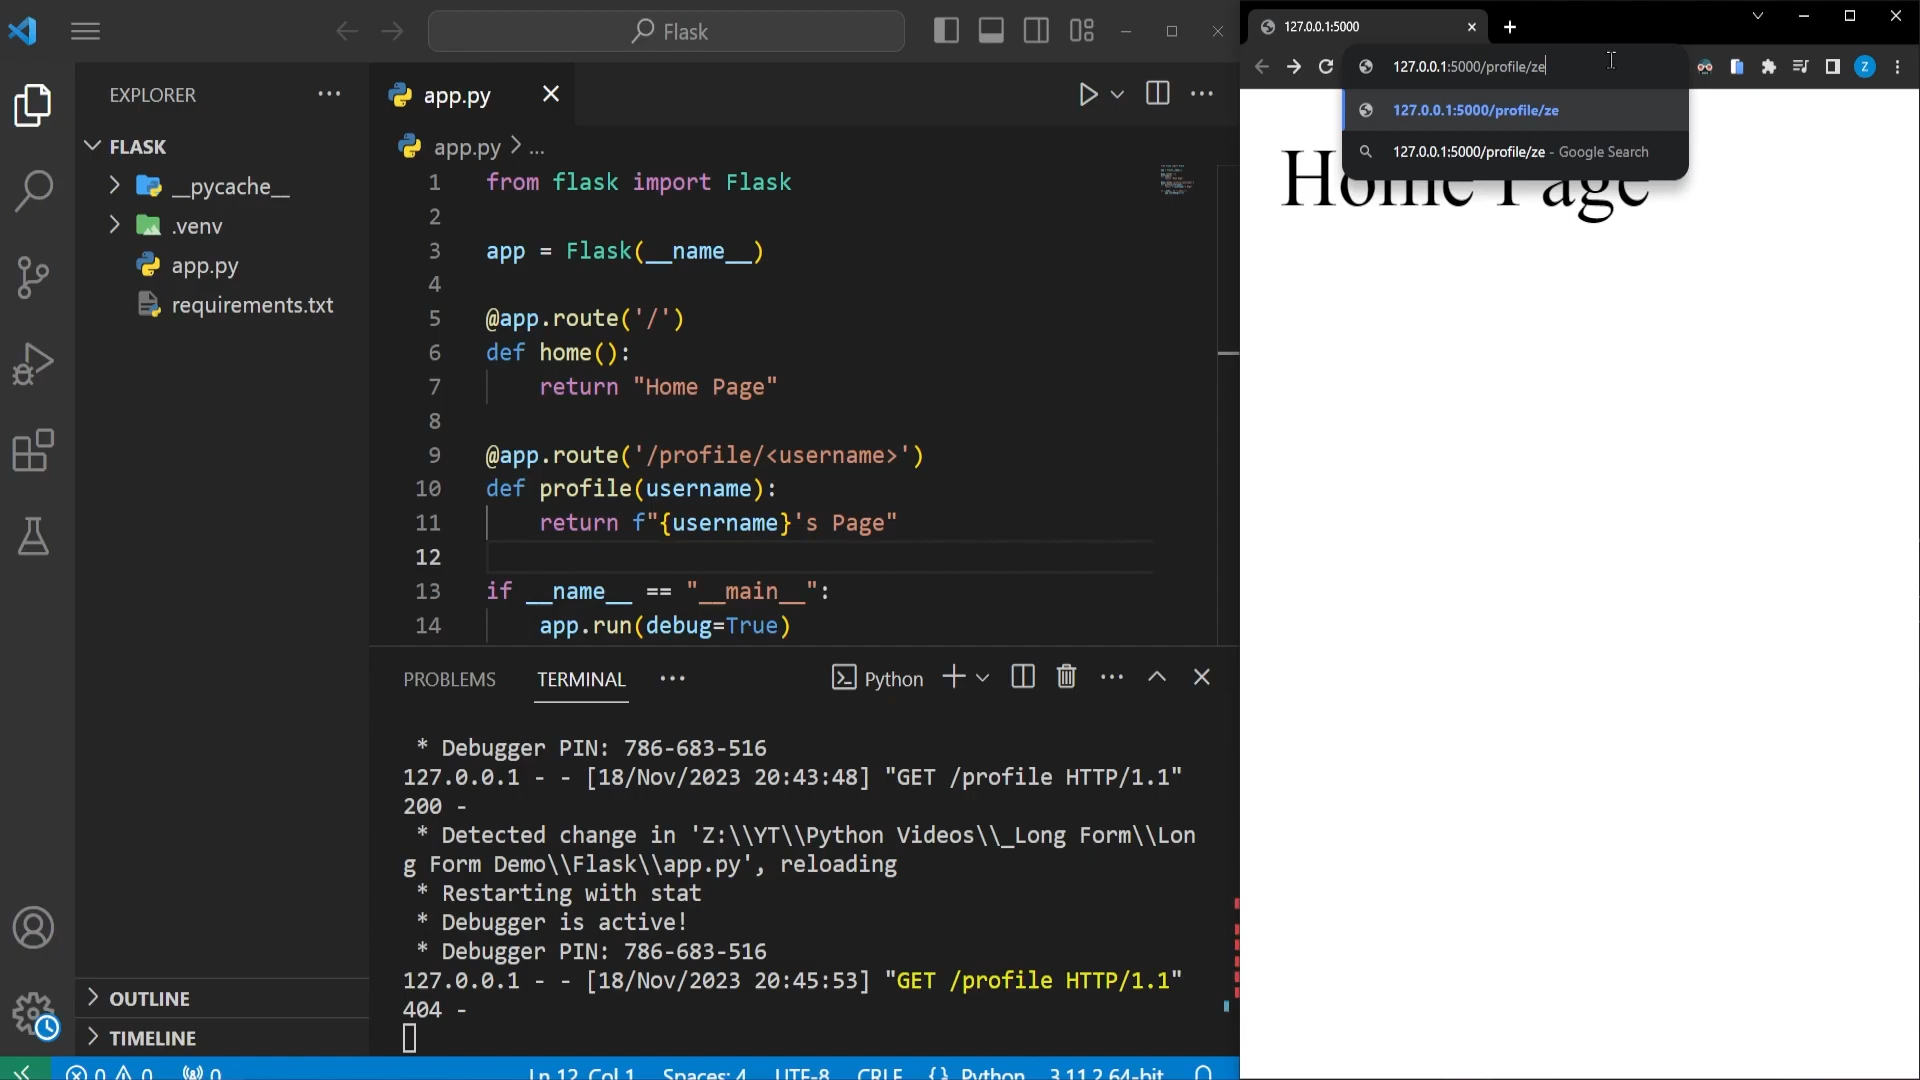 Flask
EXPLORER
FLASK
__pycache__
.venv
app.py
requirements.txt
OUTLINE
TIMELINE
app.py
app.py > ...
1 from flask import Flask
2
3 app = Flask(__name__)
4
5 @app.route('/')
6 def home():
7 return "Home Page"
8
9 @app.route('/profile/<username>')
10 def profile(username):
11 return f"{username}'s Page"
12
13 if __name__ == "__main__":
14 app.run(debug=True)
PROBLEMS TERMINAL Python
* Debugger PIN: 786-683-516
127.0.0.1 - - [18/Nov/2023 20:43:48] "GET /profile HTTP/1.1"
200 -
* Detected change in 'Z:\\YT\\Python Videos\\_Long Form\\Lon
g Form Demo\\Flask\\app.py', reloading
* Restarting with stat
* Debugger is active!
* Debugger PIN: 786-683-516
127.0.0.1 - - [18/Nov/2023 20:45:53] "GET /profile HTTP/1.1"
404 -
0 0 0 Ln 12, Col 1 Spaces: 4 UTF-8 CRLF {} Python 3.11.2 64-bit
127.0.0.1:5000
127.0.0.1:5000/profile/ze
Z
127.0.0.1:5000/profile/ze
127.0.0.1:5000/profile/ze - Google Search
Home Page